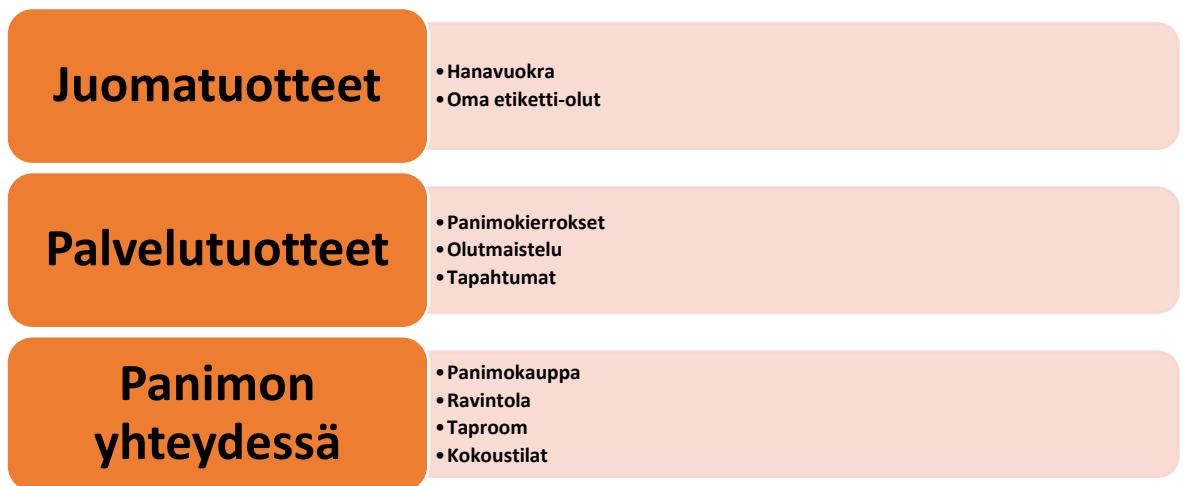 Juomatuotteet
• Hanavuokra
• Oma etiketti-olut
Palvelutuotteet
• Panimokierrokset
• Olutmaistelu
• Tapahtumat
Panimon
yhteydessä
• Panimokauppa
• Ravintola
• Taproom
• Kokoustilat